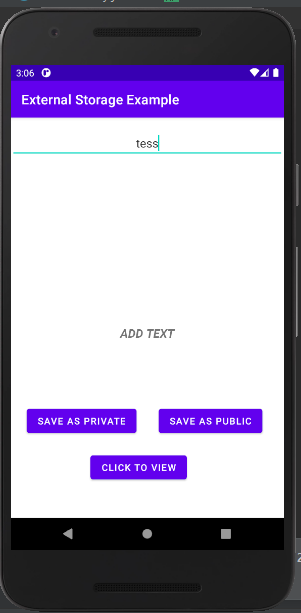 3:06
External Storage Example
tess
ADD TEXT
SAVE AS PRIVATE SAVE AS PUBLIC
CLICK TO VIEW